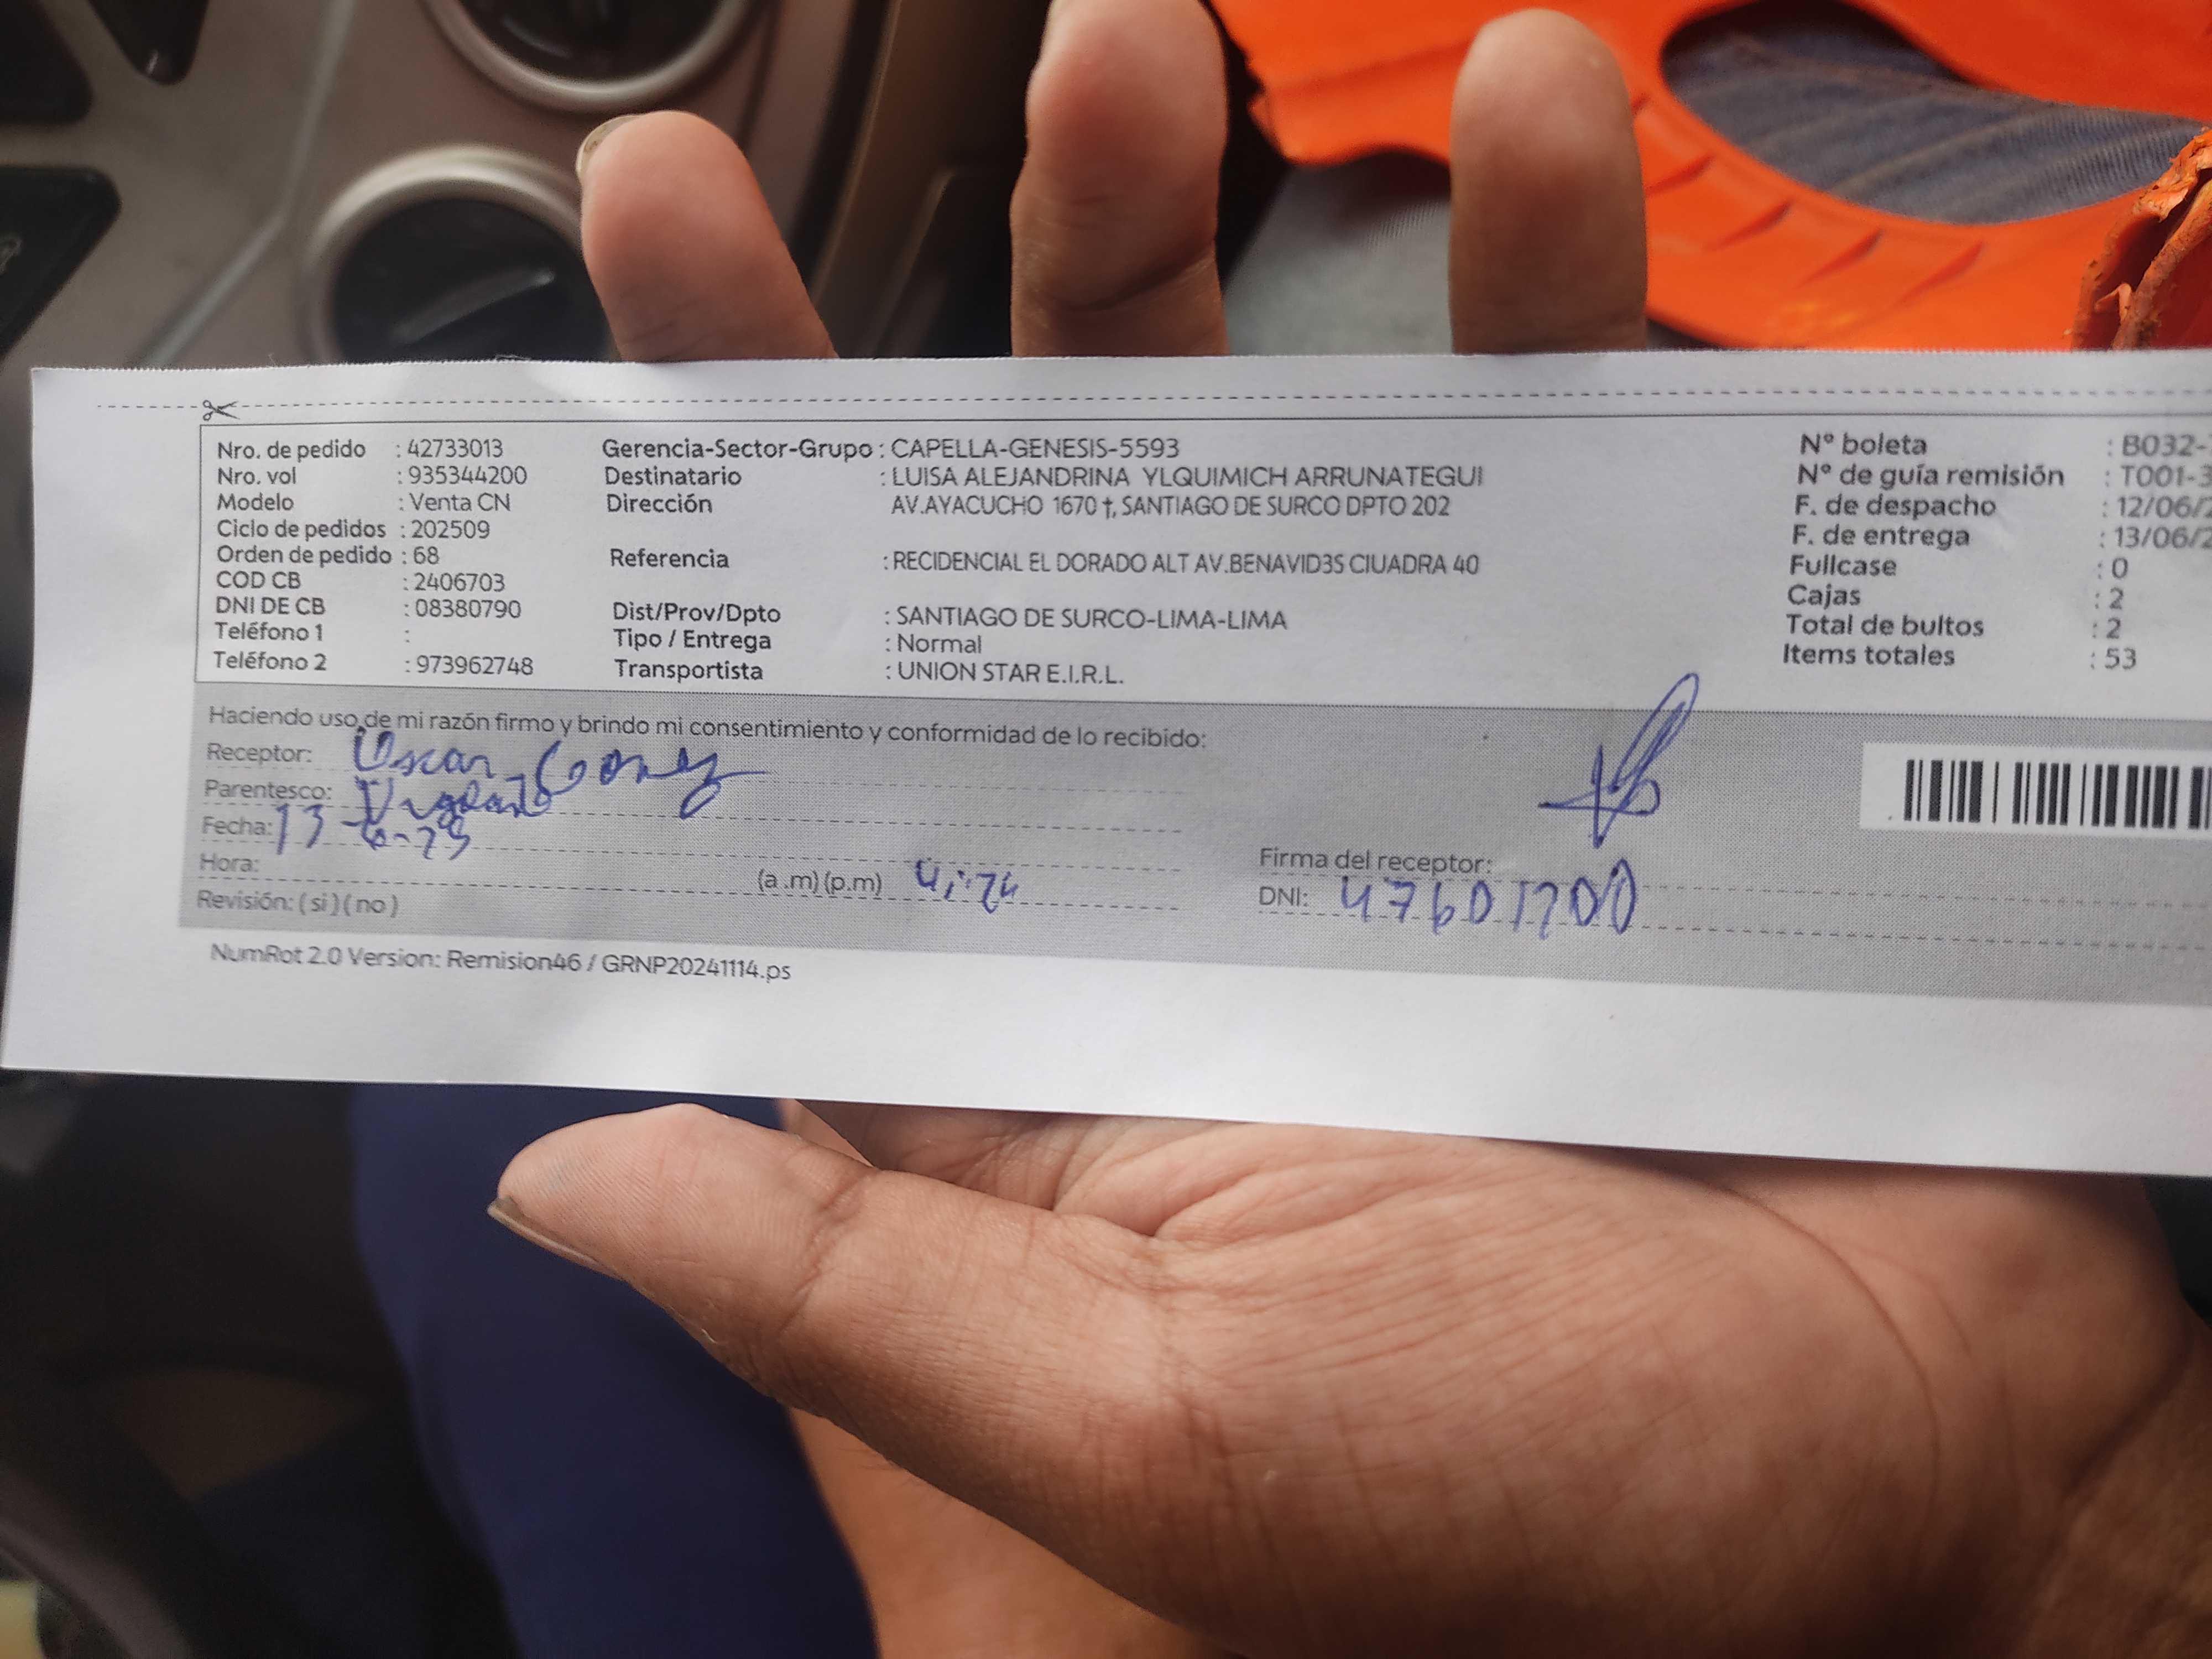 Nro. de pedido : 42733013
Nro. vol : 935344200
Modelo : Venta CN
Ciclo de pedidos : 202509
Orden de pedido : 68
COD CB : 2406703
DNI DE CB : 08380790
Teléfono 1 :
Teléfono 2 : 973962748
Gerencia-Sector-Grupo : CAPELLA-GENESIS-5593
Destinatario : LUISA ALEJANDRINA YLQUIMICH ARRUNATEGUI
Dirección AV.AYACUCHO 1670 †, SANTIAGO DE SURCO DPTO 202
Referencia : RECIDENCIAL EL DORADO ALT AV.BENAVID3S CIUADRA 40
Dist/Prov/Dpto : SANTIAGO DE SURCO-LIMA-LIMA
Tipo / Entrega : Normal
Transportista : UNION STAR E.I.R.L.
N° boleta : B032-
N° de guía remisión : T001-3
F. de despacho : 12/06/2
F. de entrega : 13/06/2
Fullcase : 0
Cajas : 2
Total de bultos : 2
Items totales : 53
Haciendo uso de mi razón firmo y brindo mi consentimiento y conformidad de lo recibido:
Receptor: Oscar Gomez
Parentesco:
Fecha: 13-6-25
Hora: (a.m) (p.m)
Revisión: ( si ) ( no )
Firma del receptor:
DNI: 47601700
NumRot 2.0 Version: Remision46 / GRNP20241114.ps